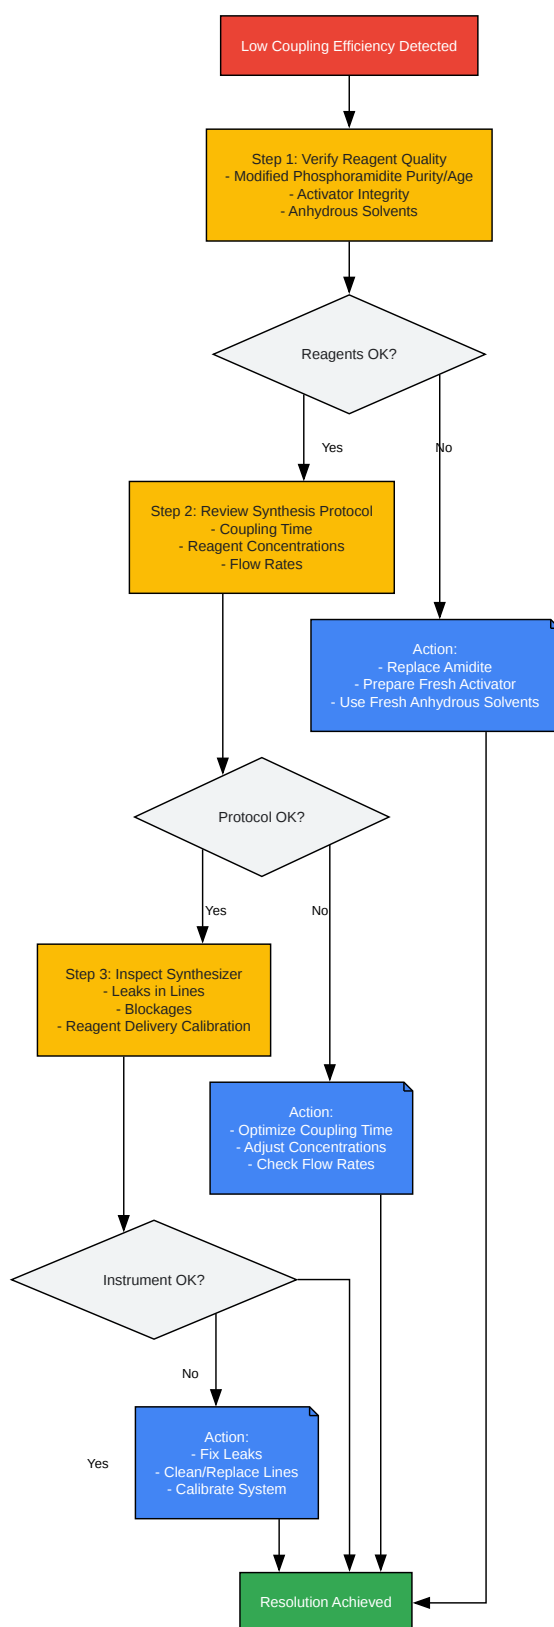 Low Coupling Efficiency Detected
Step 1: Verify Reagent Quality
- Modified Phosphoramidite Purity/Age
- Activator Integrity
- Anhydrous Solvents
Reagents OK?
Yes
No
Step 2: Review Synthesis Protocol
- Coupling Time
- Reagent Concentrations
- Flow Rates
Action:
- Replace Amidite
- Prepare Fresh Activator
- Use Fresh Anhydrous Solvents
Protocol OK?
Yes
No
Step 3: Inspect Synthesizer
- Leaks in Lines
- Blockages
- Reagent Delivery Calibration
Action:
- Optimize Coupling Time
- Adjust Concentrations
- Check Flow Rates
Instrument OK?
No
Yes
Action:
- Fix Leaks
- Clean/Replace Lines
- Calibrate System
Resolution Achieved